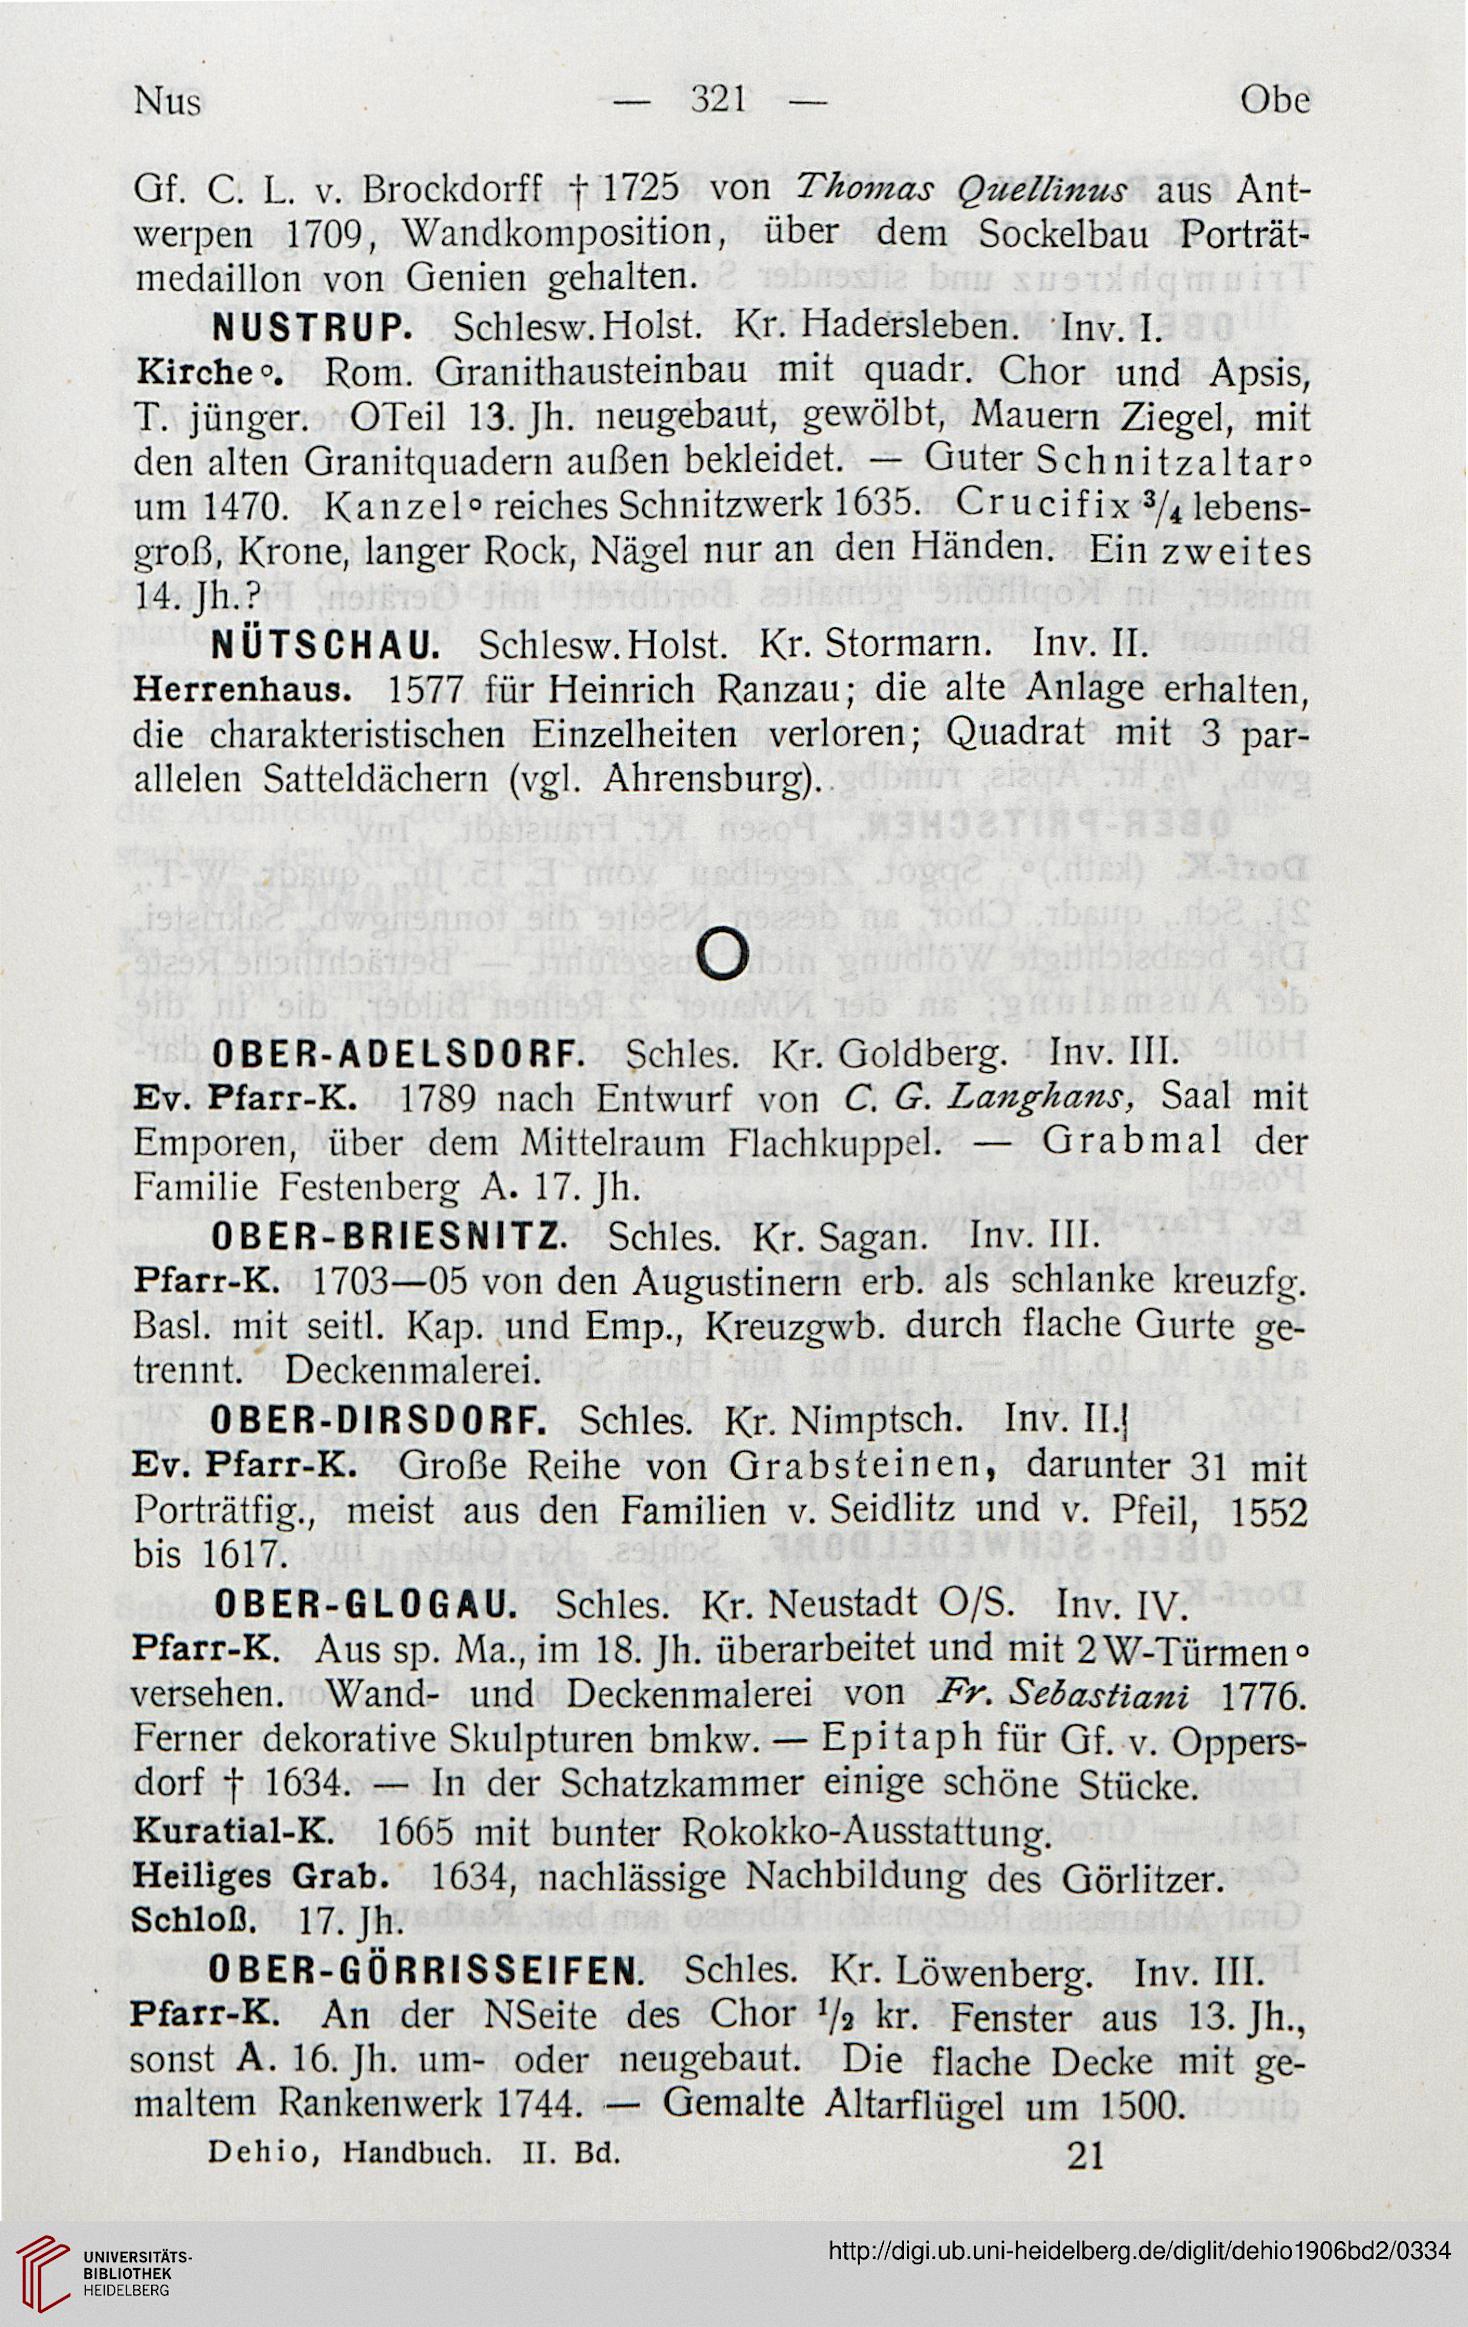 Nus — 321 — Obe
Gf. C. L. v. Brockdorff † 1725 von Thomas Quellinus aus Ant-
werpen 1709, Wandkomposition, über dem Sockelbau Porträt-
medaillon von Genien gehalten.
NUSTRUP. Schlesw. Holst. Kr. Hadersleben. Inv. I.
Kirche°. Rom. Granithausteinbau mit quadr. Chor und Apsis,
T. jünger. OTeil 13. Jh. neugebaut, gewölbt, Mauern Ziegel, mit
den alten Granitquadern außen bekleidet. — Guter Schnitzaltar°
um 1470. Kanzel° reiches Schnitzwerk 1635. Crucifix ³/₄ lebens-
groß, Krone, langer Rock, Nägel nur an den Händen. Ein zweites
14. Jh.?
NÜTSCHAU. Schlesw. Holst. Kr. Stormarn. Inv. II.
Herrenhaus. 1577 für Heinrich Ranzau; die alte Anlage erhalten,
die charakteristischen Einzelheiten verloren; Quadrat mit 3 par-
allelen Satteldächern (vgl. Ahrensburg).
O
OBER-ADELSDORF. Schles. Kr. Goldberg. Inv. III.
Ev. Pfarr-K. 1789 nach Entwurf von C. G. Langhans, Saal mit
Emporen, über dem Mittelraum Flachkuppel. — Grabmal der
Familie Festenberg A. 17. Jh.
OBER-BRIESNITZ. Schles. Kr. Sagan. Inv. III.
Pfarr-K. 1703—05 von den Augustinern erb. als schlanke kreuzfg.
Basl. mit seitl. Kap. und Emp., Kreuzgwb. durch flache Gurte ge-
trennt. Deckenmalerei.
OBER-DIRSDORF. Schles. Kr. Nimptsch. Inv. II.
Ev. Pfarr-K. Große Reihe von Grabsteinen, darunter 31 mit
Porträtfig., meist aus den Familien v. Seidlitz und v. Pfeil, 1552
bis 1617.
OBER-GLOGAU. Schles. Kr. Neustadt O/S. Inv. IV.
Pfarr-K. Aus sp. Ma., im 18. Jh. überarbeitet und mit 2 W-Türmen°
versehen. Wand- und Deckenmalerei von Fr. Sebastiani 1776.
Ferner dekorative Skulpturen bmkw. — Epitaph für Gf. v. Oppers-
dorf † 1634. — In der Schatzkammer einige schöne Stücke.
Kuratial-K. 1665 mit bunter Rokokko-Ausstattung.
Heiliges Grab. 1634, nachlässige Nachbildung des Görlitzer.
Schloß. 17. Jh.
OBER-GÖRRISSEIFEN. Schles. Kr. Löwenberg. Inv. III.
Pfarr-K. An der NSeite des Chor ¹/₂ kr. Fenster aus 13. Jh.,
sonst A. 16. Jh. um- oder neugebaut. Die flache Decke mit ge-
maltem Rankenwerk 1744. — Gemalte Altarflügel um 1500.
Dehio, Handbuch. II. Bd. 21
UNIVERSITÄTS-
BIBLIOTHEK
HEIDELBERG
http://digi.ub.uni-heidelberg.de/diglit/dehio1906bd2/0334